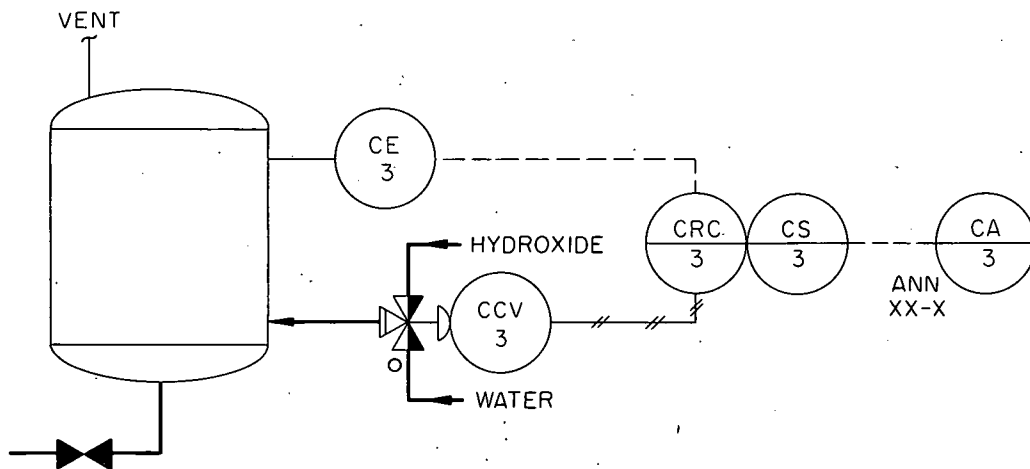 VENT
CE
3
CRC
3
CS
3
CA
3
HYDROXIDE
ANN
XX-X
CCV
3
WATER